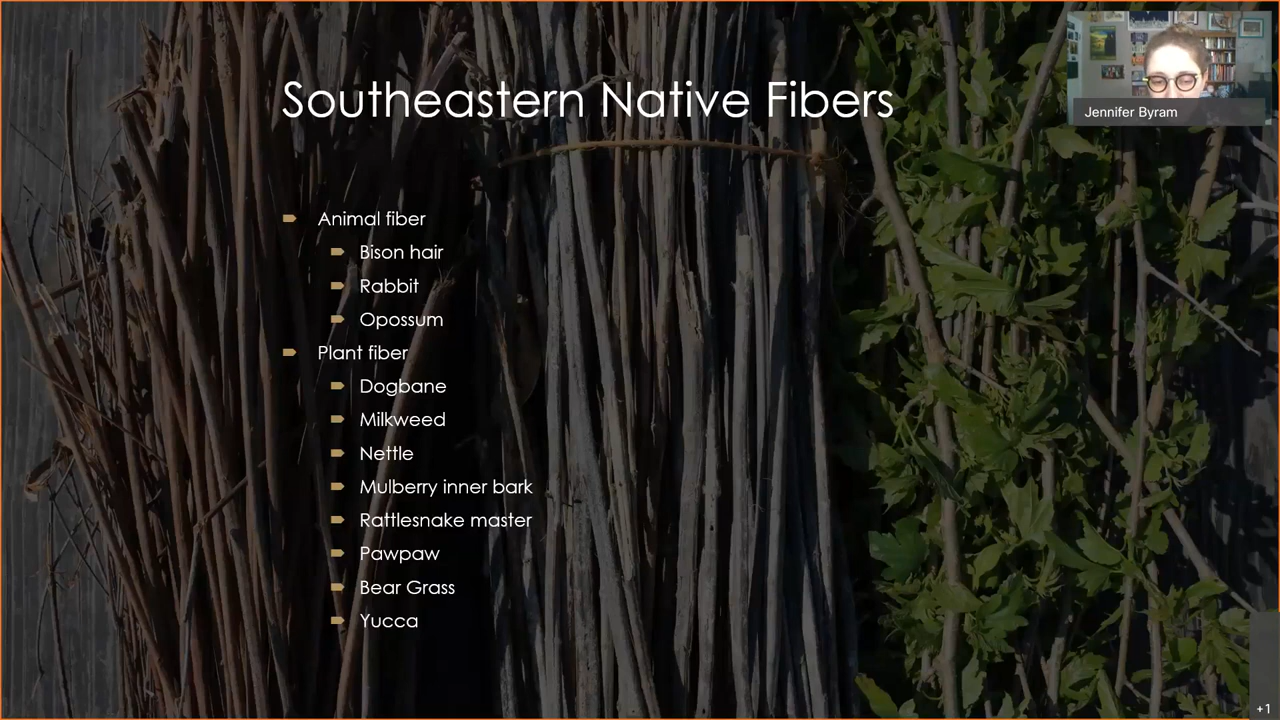 Southeastern Native Fibers
Jennifer Byram
Animal fiber
Bison hair
Rabbit
Opossum
Plant fiber
Dogbane
Milkweed
Nettle
Mulberry inner bark
Rattlesnake master
Pawpaw
Bear Grass
Yucca
+1